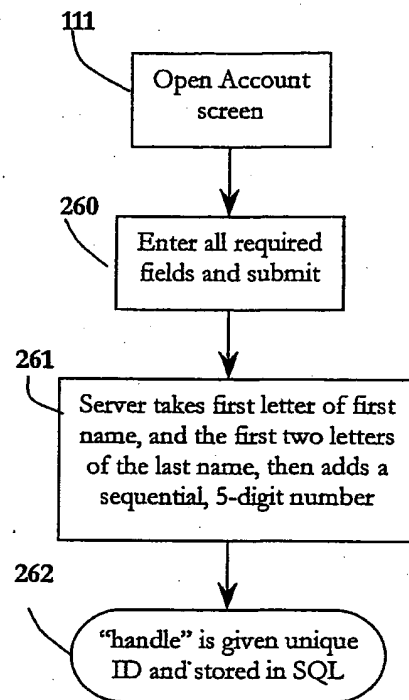 111
Open Account
screen
260
Enter all required
fields and submit
261
Server takes first letter of first
name, and the first two letters
of the last name, then adds a
sequential, 5-digit number
262
“handle” is given unique
ID and stored in SQL